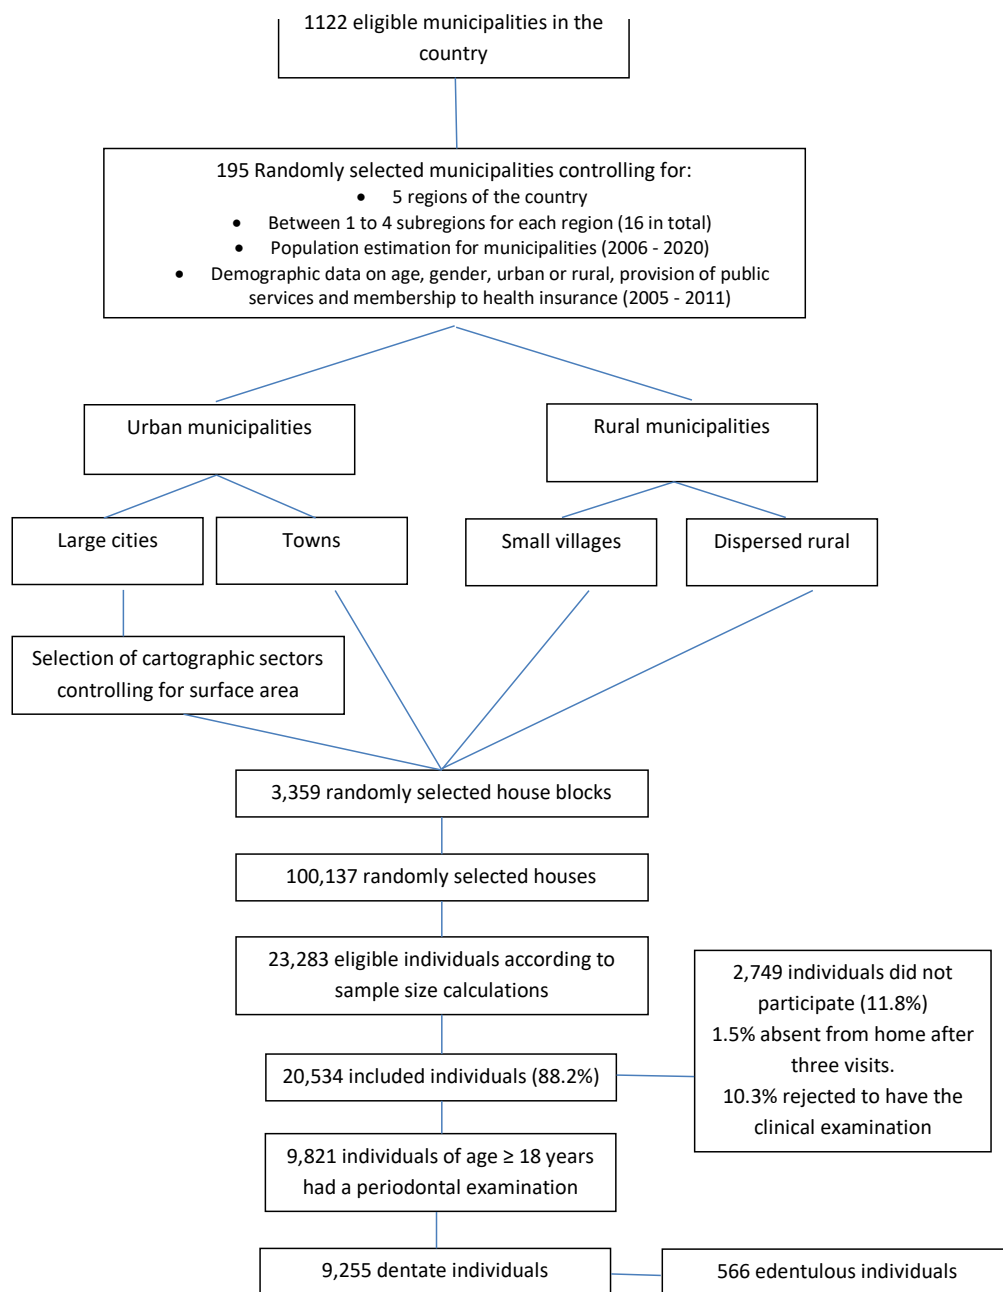 1122 eligible municipalities in the
country
195 Randomly selected municipalities controlling for:
• 5 regions of the country
• Between 1 to 4 subregions for each region (16 in total)
• Population estimation for municipalities (2006 - 2020)
• Demographic data on age, gender, urban or rural, provision of public
services and membership to health insurance (2005 - 2011)
Urban municipalities
Rural municipalities
Large cities
Towns
Small villages
Dispersed rural
Selection of cartographic sectors
controlling for surface area
3,359 randomly selected house blocks
100,137 randomly selected houses
23,283 eligible individuals according to
sample size calculations
2,749 individuals did not
participate (11.8%)
1.5% absent from home after
three visits.
10.3% rejected to have the
clinical examination
20,534 included individuals (88.2%)
9,821 individuals of age ≥ 18 years
had a periodontal examination
9,255 dentate individuals
566 edentulous individuals